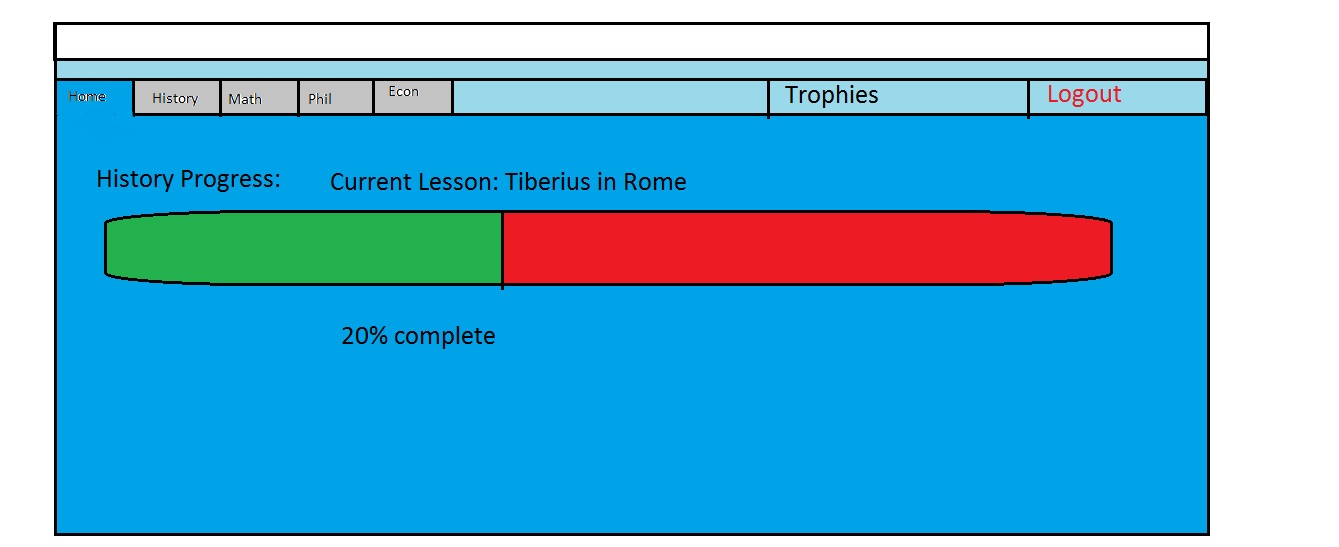 Home History Math Phil Econ Trophies Logout
History Progress: Current Lesson: Tiberius in Rome
20% complete